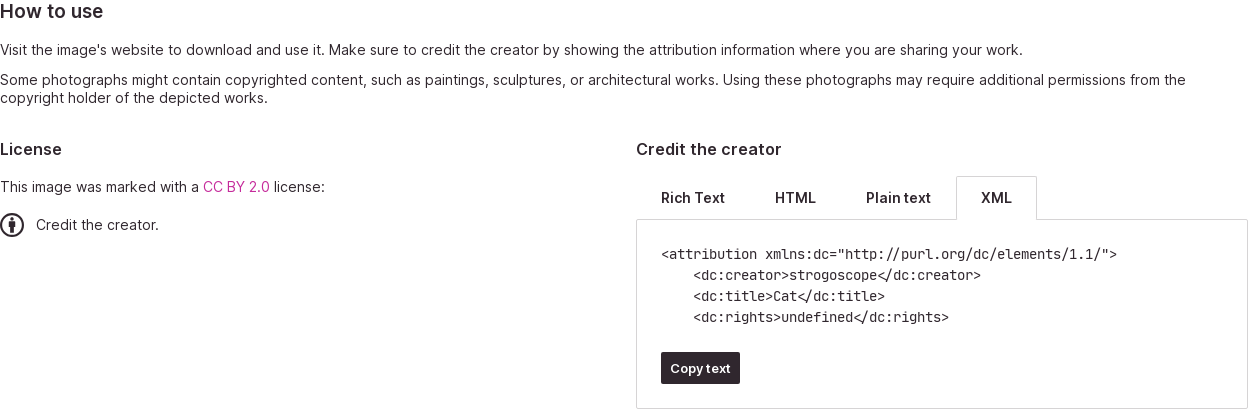 How to use
Visit the image's website to download and use it. Make sure to credit the creator by showing the attribution information where you are sharing your work.
Some photographs might contain copyrighted content, such as paintings, sculptures, or architectural works. Using these photographs may require additional permissions from the
copyright holder of the depicted works.
License
This image was marked with a CC BY 2.0 license:
Credit the creator.
Credit the creator
Rich Text HTML Plain text XML
<attribution xmlns:dc="http://purl.org/dc/elements/1.1/">
    <dc:creator>strogoscope</dc:creator>
    <dc:title>Cat</dc:title>
    <dc:rights>undefined</dc:rights>
Copy text